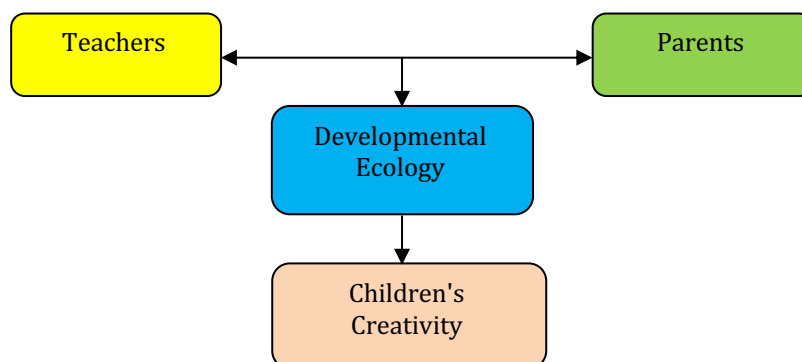 Teachers
Parents
Developmental
Ecology
Children's
Creativity